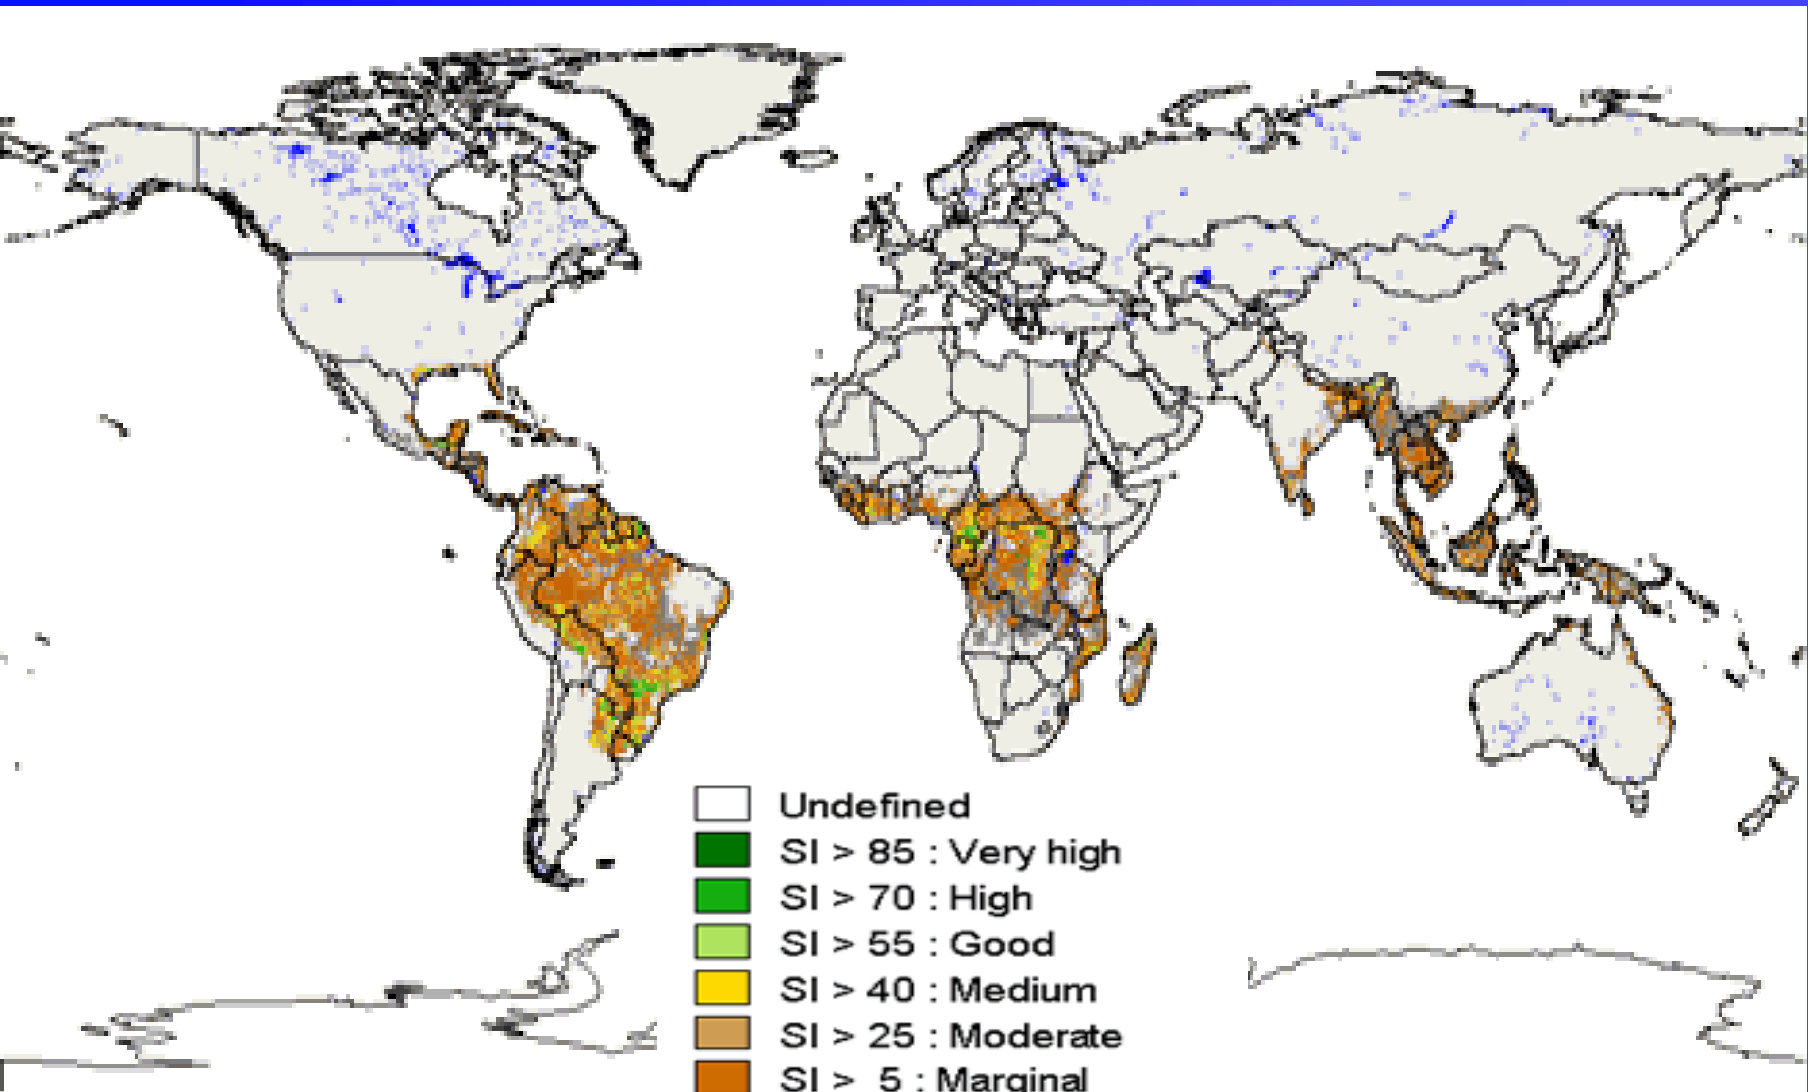 Undefined
SI > 85 : Very high
SI > 70 : High
SI > 55 : Good
SI > 40 : Medium
SI > 25 : Moderate
SI > 5 : Marginal